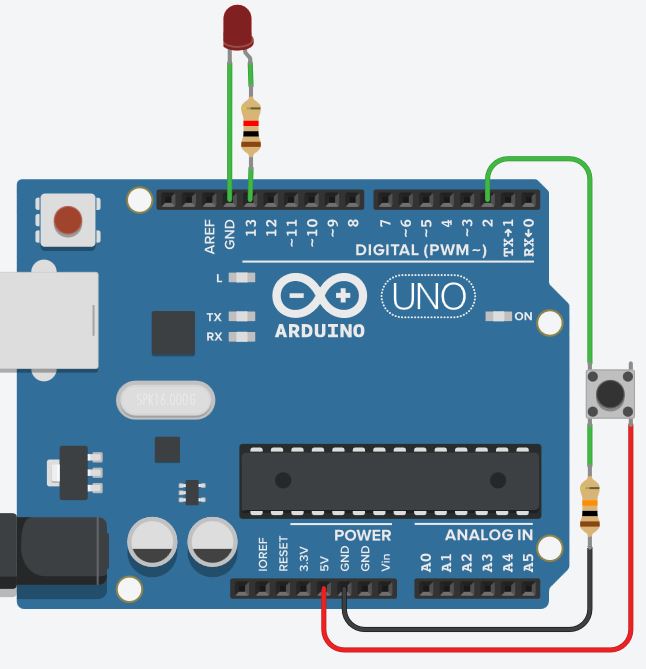 AREF
GND
13
12
~11
~10
~9
8
7
~6
~5
4
~3
2
TX→1
RX←0
DIGITAL (PWM~)
L
TX
RX
UNO
ON
ARDUINO
SPK16.000G
POWER
ANALOG IN
IOREF
RESET
3.3V
5V
GND
GND
Vin
A0
A1
A2
A3
A4
A5